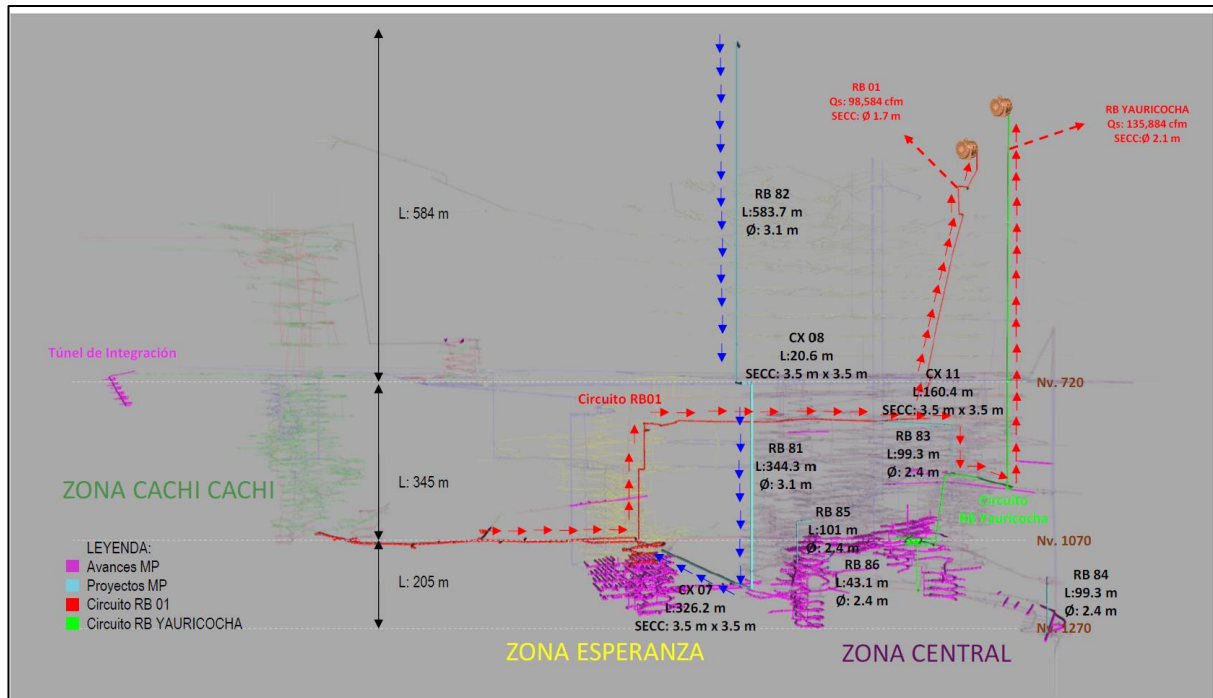 RB 01
Qs: 98,584 cfm
SECC: Ø 1.7 m
RB YAURICOCHA
Qs: 135,884 cfm
SECC:Ø 2.1 m
L: 584 m
RB 82
L:583.7 m
Ø: 3.1 m
Túnel de Integración
CX 08
L:20.6 m
SECC: 3.5 m x 3.5 m
CX 11
L:160.4 m
SECC: 3.5 m x 3.5 m
Nv. 720
Circuito RB01
RB 83
L:99.3 m
Ø: 2.4 m
RB 81
L:344.3 m
Ø: 3.1 m
L: 345 m
ZONA CACHI CACHI
Circuito
RB Yauricocha
RB 85
L:101 m
Ø: 2.4 m
Nv. 1070
LEYENDA:
Avances MP
Proyectos MP
Circuito RB 01
Circuito RB YAURICOCHA
L: 205 m
RB 86
L:43.1 m
Ø: 2.4 m
RB 84
L:99.3 m
Ø: 2.4 m
CX 07
L:326.2 m
SECC: 3.5 m x 3.5 m
Nv. 1270
ZONA ESPERANZA
ZONA CENTRAL